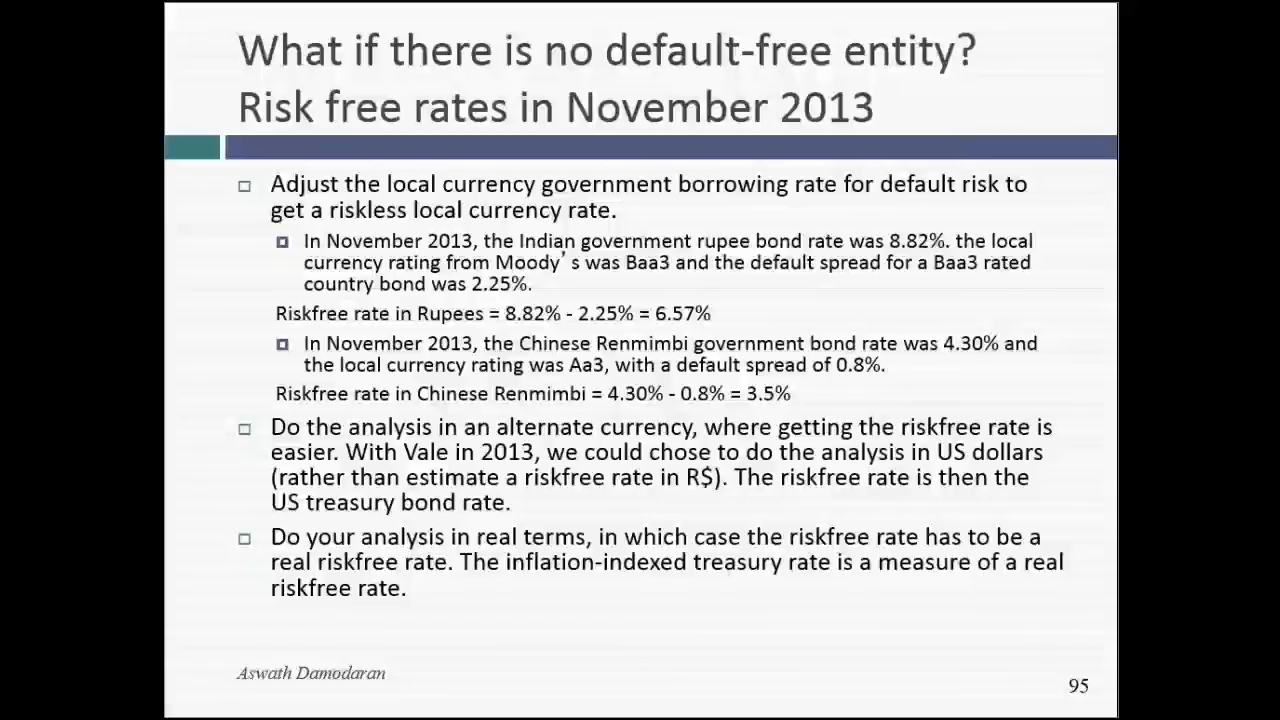 What if there is no default-free entity?
Risk free rates in November 2013
Adjust the local currency government borrowing rate for default risk to
get a riskless local currency rate.
In November 2013, the Indian government rupee bond rate was 8.82%. the local
currency rating from Moody's was Baa3 and the default spread for a Baa3 rated
country bond was 2.25%.
Riskfree rate in Rupees = 8.82% - 2.25% = 6.57%
In November 2013, the Chinese Renmimbi government bond rate was 4.30% and
the local currency rating was Aa3, with a default spread of 0.8%.
Riskfree rate in Chinese Renmimbi = 4.30% - 0.8% = 3.5%
Do the analysis in an alternate currency, where getting the riskfree rate is
easier. With Vale in 2013, we could chose to do the analysis in US dollars
(rather than estimate a riskfree rate in R$). The riskfree rate is then the
US treasury bond rate.
Do your analysis in real terms, in which case the riskfree rate has to be a
real riskfree rate. The inflation-indexed treasury rate is a measure of a real
riskfree rate.
Aswath Damodaran
95